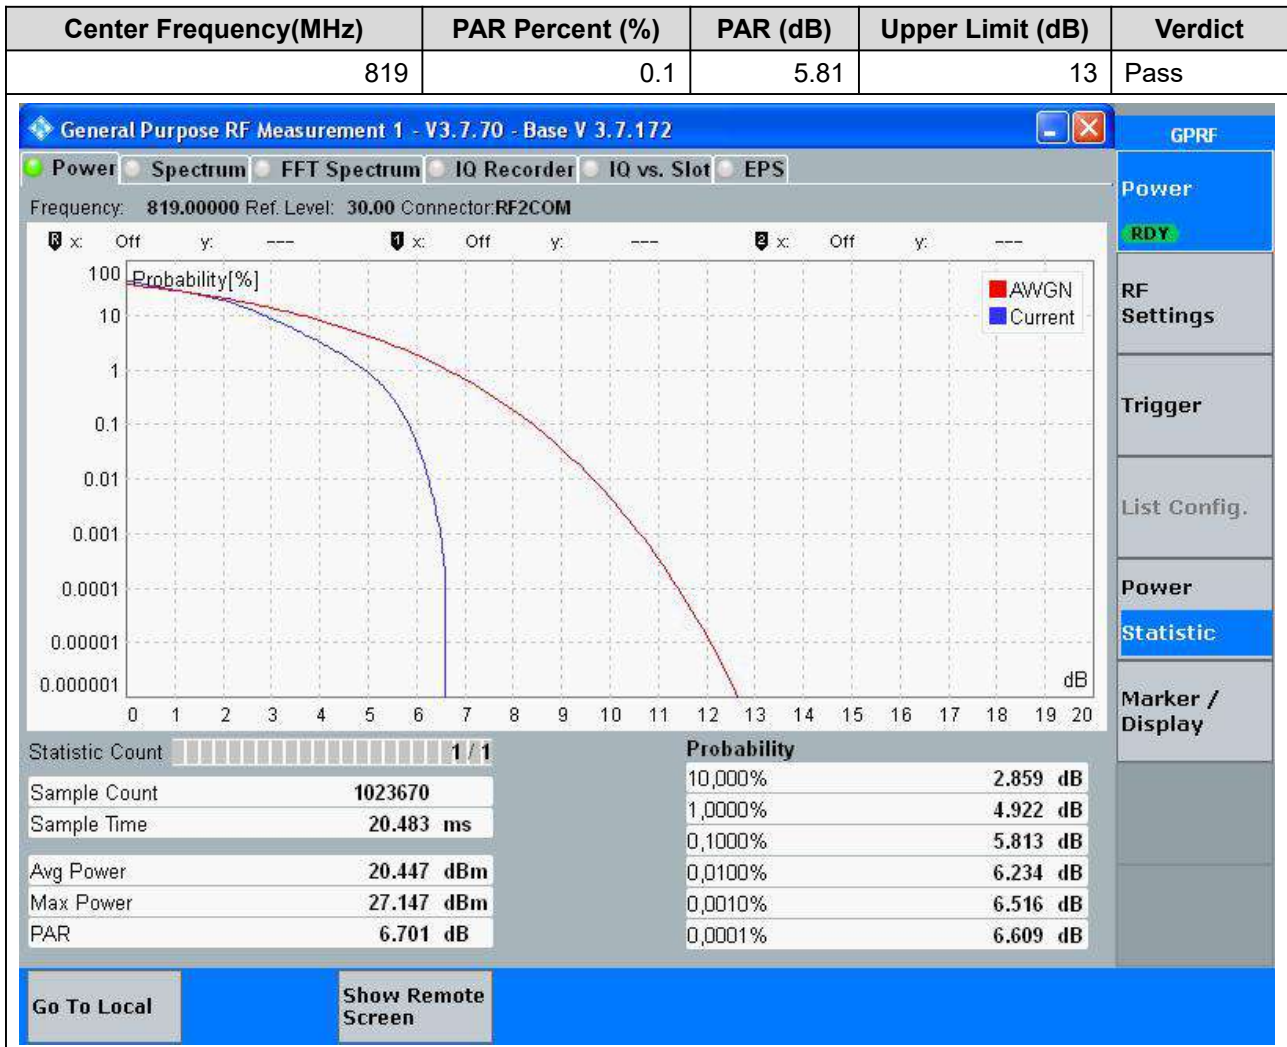 Center Frequency(MHz) PAR Percent (%) PAR (dB) Upper Limit (dB) Verdict
819 0.1 5.81 13 Pass
General Purpose RF Measurement 1 - V3.7.70 - Base V 3.7.172
GPRF
Power Spectrum FFT Spectrum IQ Recorder IQ vs. Slot EPS
Frequency: 819.00000 Ref. Level: 30.00 Connector:RF2COM
R x: Off y: --- 1 x: Off y: --- 2 x: Off y: ---
Probability[%]
100
10
1
0.1
0.01
0.001
0.0001
0.00001
0.000001
AWGN
Current
dB
0 1 2 3 4 5 6 7 8 9 10 11 12 13 14 15 16 17 18 19 20
Statistic Count 1 / 1
Sample Count 1023670
Sample Time 20.483 ms
Avg Power 20.447 dBm
Max Power 27.147 dBm
PAR 6.701 dB
Probability
10,000% 2.859 dB
1,0000% 4.922 dB
0,1000% 5.813 dB
0,0100% 6.234 dB
0,0010% 6.516 dB
0,0001% 6.609 dB
Power
RDY
RF
Settings
Trigger
List Config.
Power
Statistic
Marker /
Display
Go To Local
Show Remote
Screen